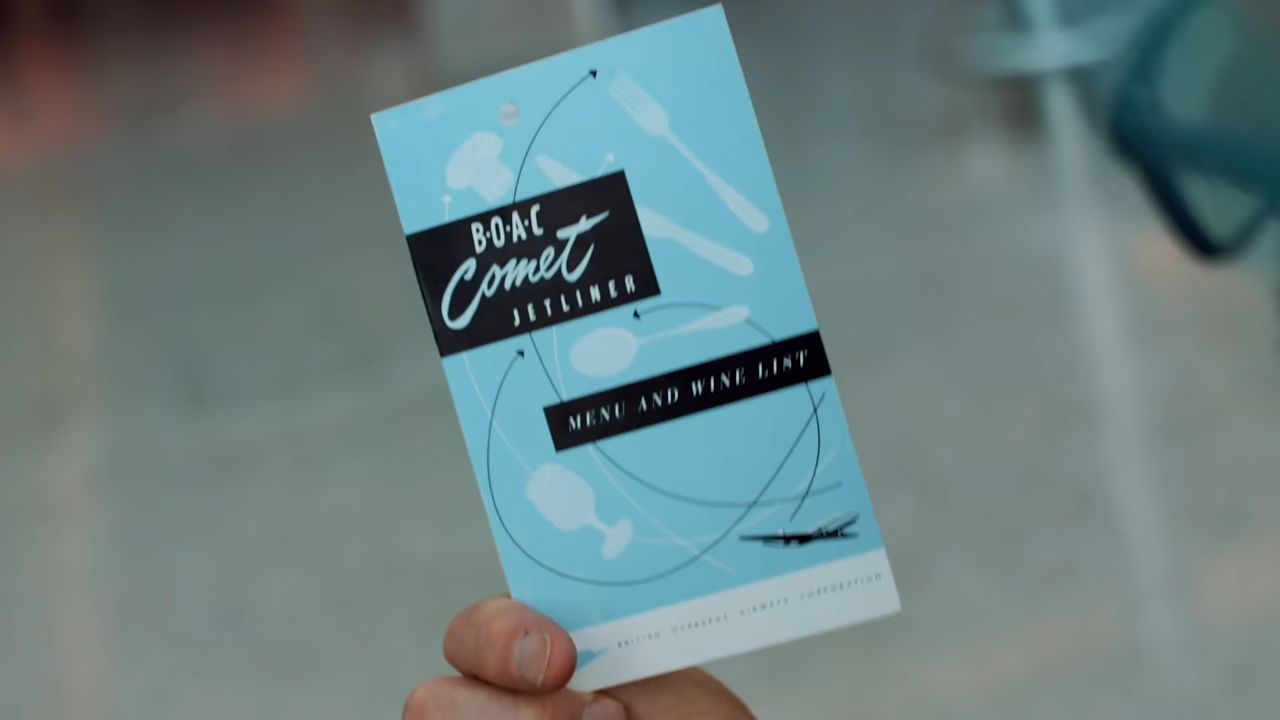 B·O·A·C
Comet
JETLINER
MENU AND WINE LIST
BRITISH OVERSEAS AIRWAYS CORPORATION